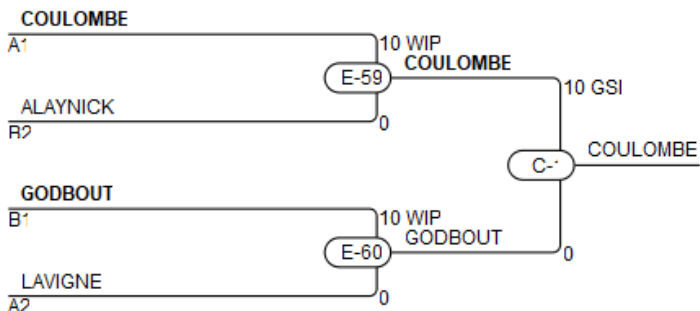 COULOMBE
A1
10 WIP
E-59
COULOMBE
10 GSI
ALAYNICK
B2
0
C-1
COULOMBE
GODBOUT
B1
10 WIP
E-60
GODBOUT
0
LAVIGNE
A2
0